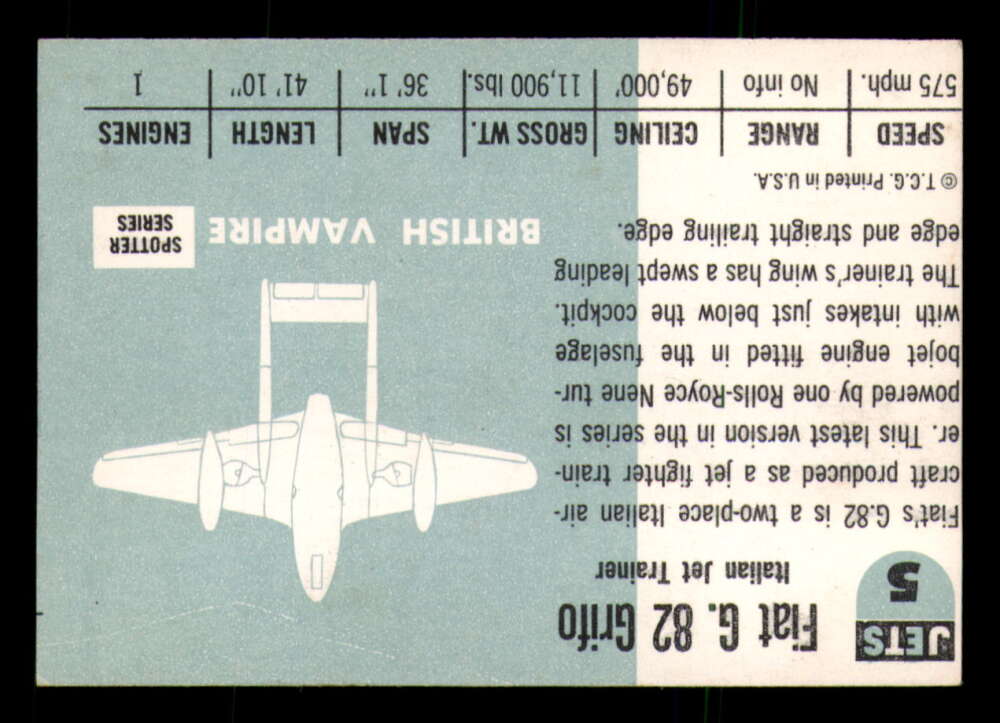 JETS
5
Fiat G. 82 Grifo
Italian Jet Trainer
Fiat's G.82 is a two-place Italian air-
craft produced as a jet fighter train-
er. This latest version in the series is
powered by one Rolls-Royce Nene tur-
bojet engine fitted in the fuselage
with intakes just below the cockpit.
The trainer's wing has a swept leading
edge and straight trailing edge.
© T.C.G. Printed in U.S.A.
BRITISH VAMPIRE
SPOTTER
SERIES
SPEED RANGE CEILING GROSS WT. SPAN LENGTH ENGINES
575 mph. No info 49,000' 11,900 lbs. 36' 1" 41' 10" 1